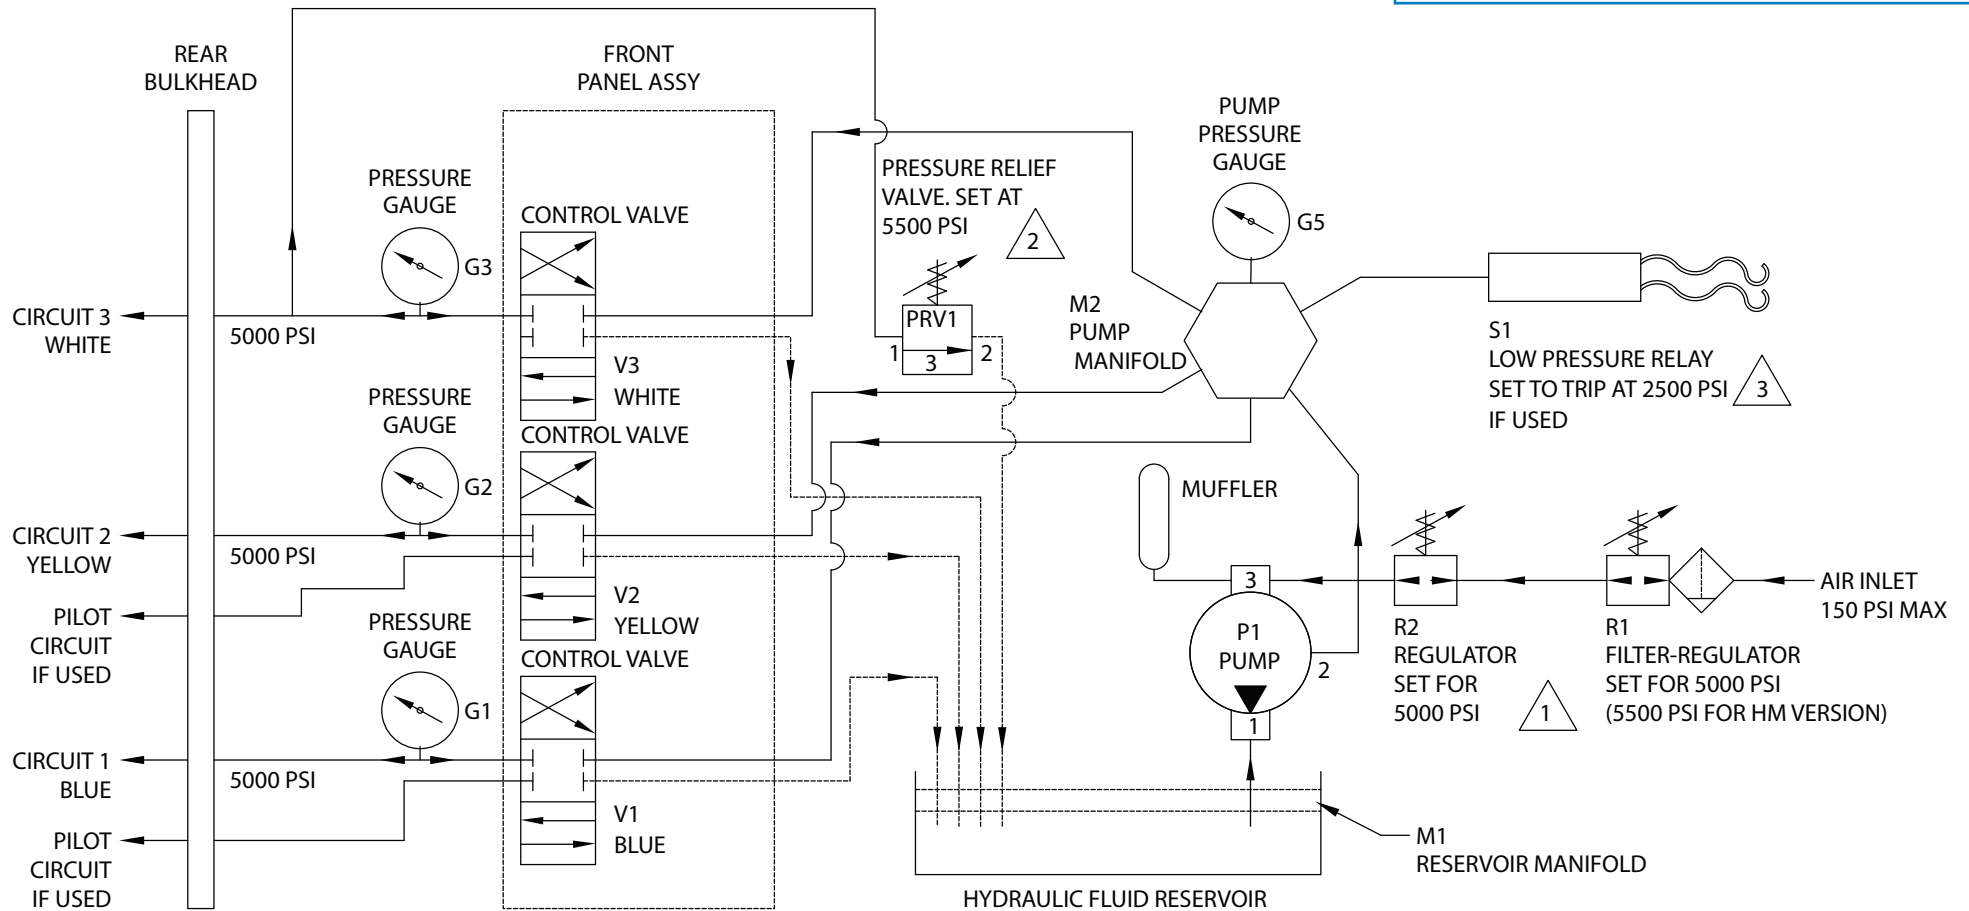 REAR
BULKHEAD
FRONT
PANEL ASSY
PUMP
PRESSURE
GAUGE
G5
PRESSURE RELIEF
VALVE. SET AT
5500 PSI
2
PRESSURE
GAUGE
G3
CONTROL VALVE
CIRCUIT 3
WHITE
5000 PSI
V3
WHITE
PRV1
1
2
3
M2
PUMP
MANIFOLD
S1
LOW PRESSURE RELAY
SET TO TRIP AT 2500 PSI
IF USED
3
PRESSURE
GAUGE
G2
CONTROL VALVE
CIRCUIT 2
YELLOW
5000 PSI
V2
YELLOW
PILOT
CIRCUIT
IF USED
MUFFLER
3
P1
PUMP
2
1
R2
REGULATOR
SET FOR
5000 PSI
1
R1
FILTER-REGULATOR
SET FOR 5000 PSI
(5500 PSI FOR HM VERSION)
AIR INLET
150 PSI MAX
PRESSURE
GAUGE
G1
CONTROL VALVE
CIRCUIT 1
BLUE
5000 PSI
V1
BLUE
PILOT
CIRCUIT
IF USED
M1
RESERVOIR MANIFOLD
HYDRAULIC FLUID RESERVOIR